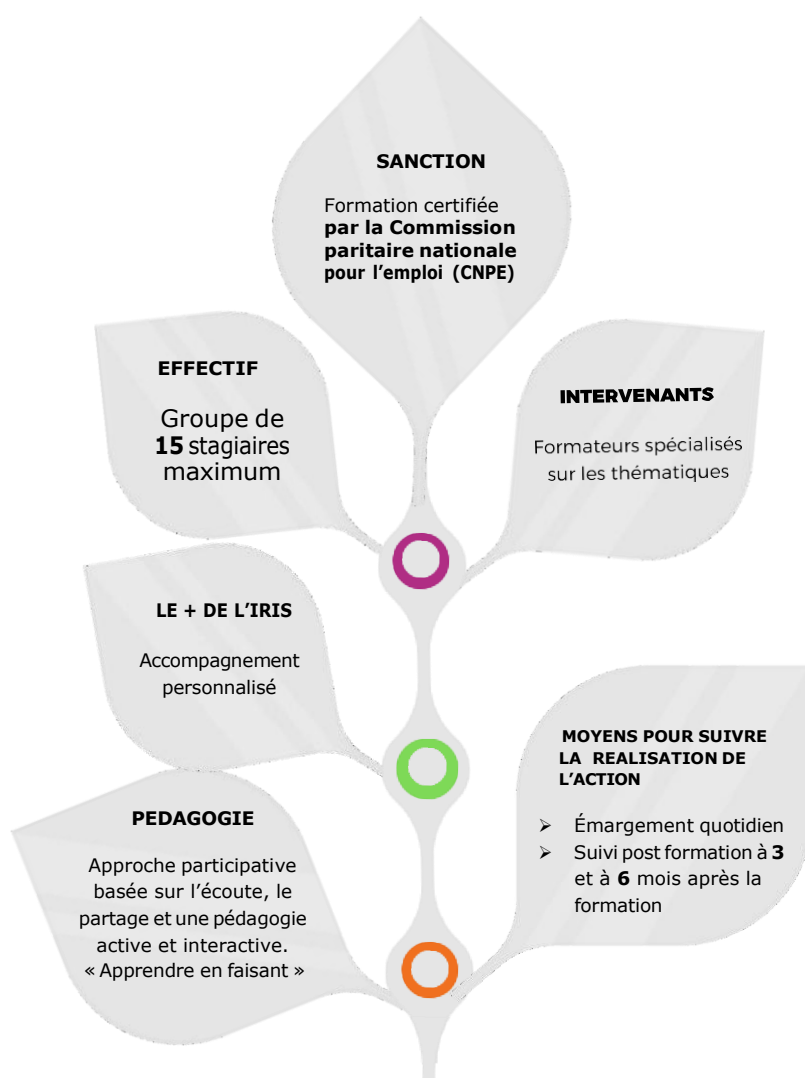 SANCTION
Formation certifiée
par la Commission
paritaire nationale
pour l’emploi (CNPE)
EFFECTIF
Groupe de
15 stagiaires
maximum
INTERVENANTS
Formateurs spécialisés
sur les thématiques
LE + DE L’IRIS
Accompagnement
personnalisé
MOYENS POUR SUIVRE
LA REALISATION DE
L’ACTION
➢ Émargement quotidien
➢ Suivi post formation à 3
et à 6 mois après la
formation
PEDAGOGIE
Approche participative
basée sur l’écoute, le
partage et une pédagogie
active et interactive.
« Apprendre en faisant »